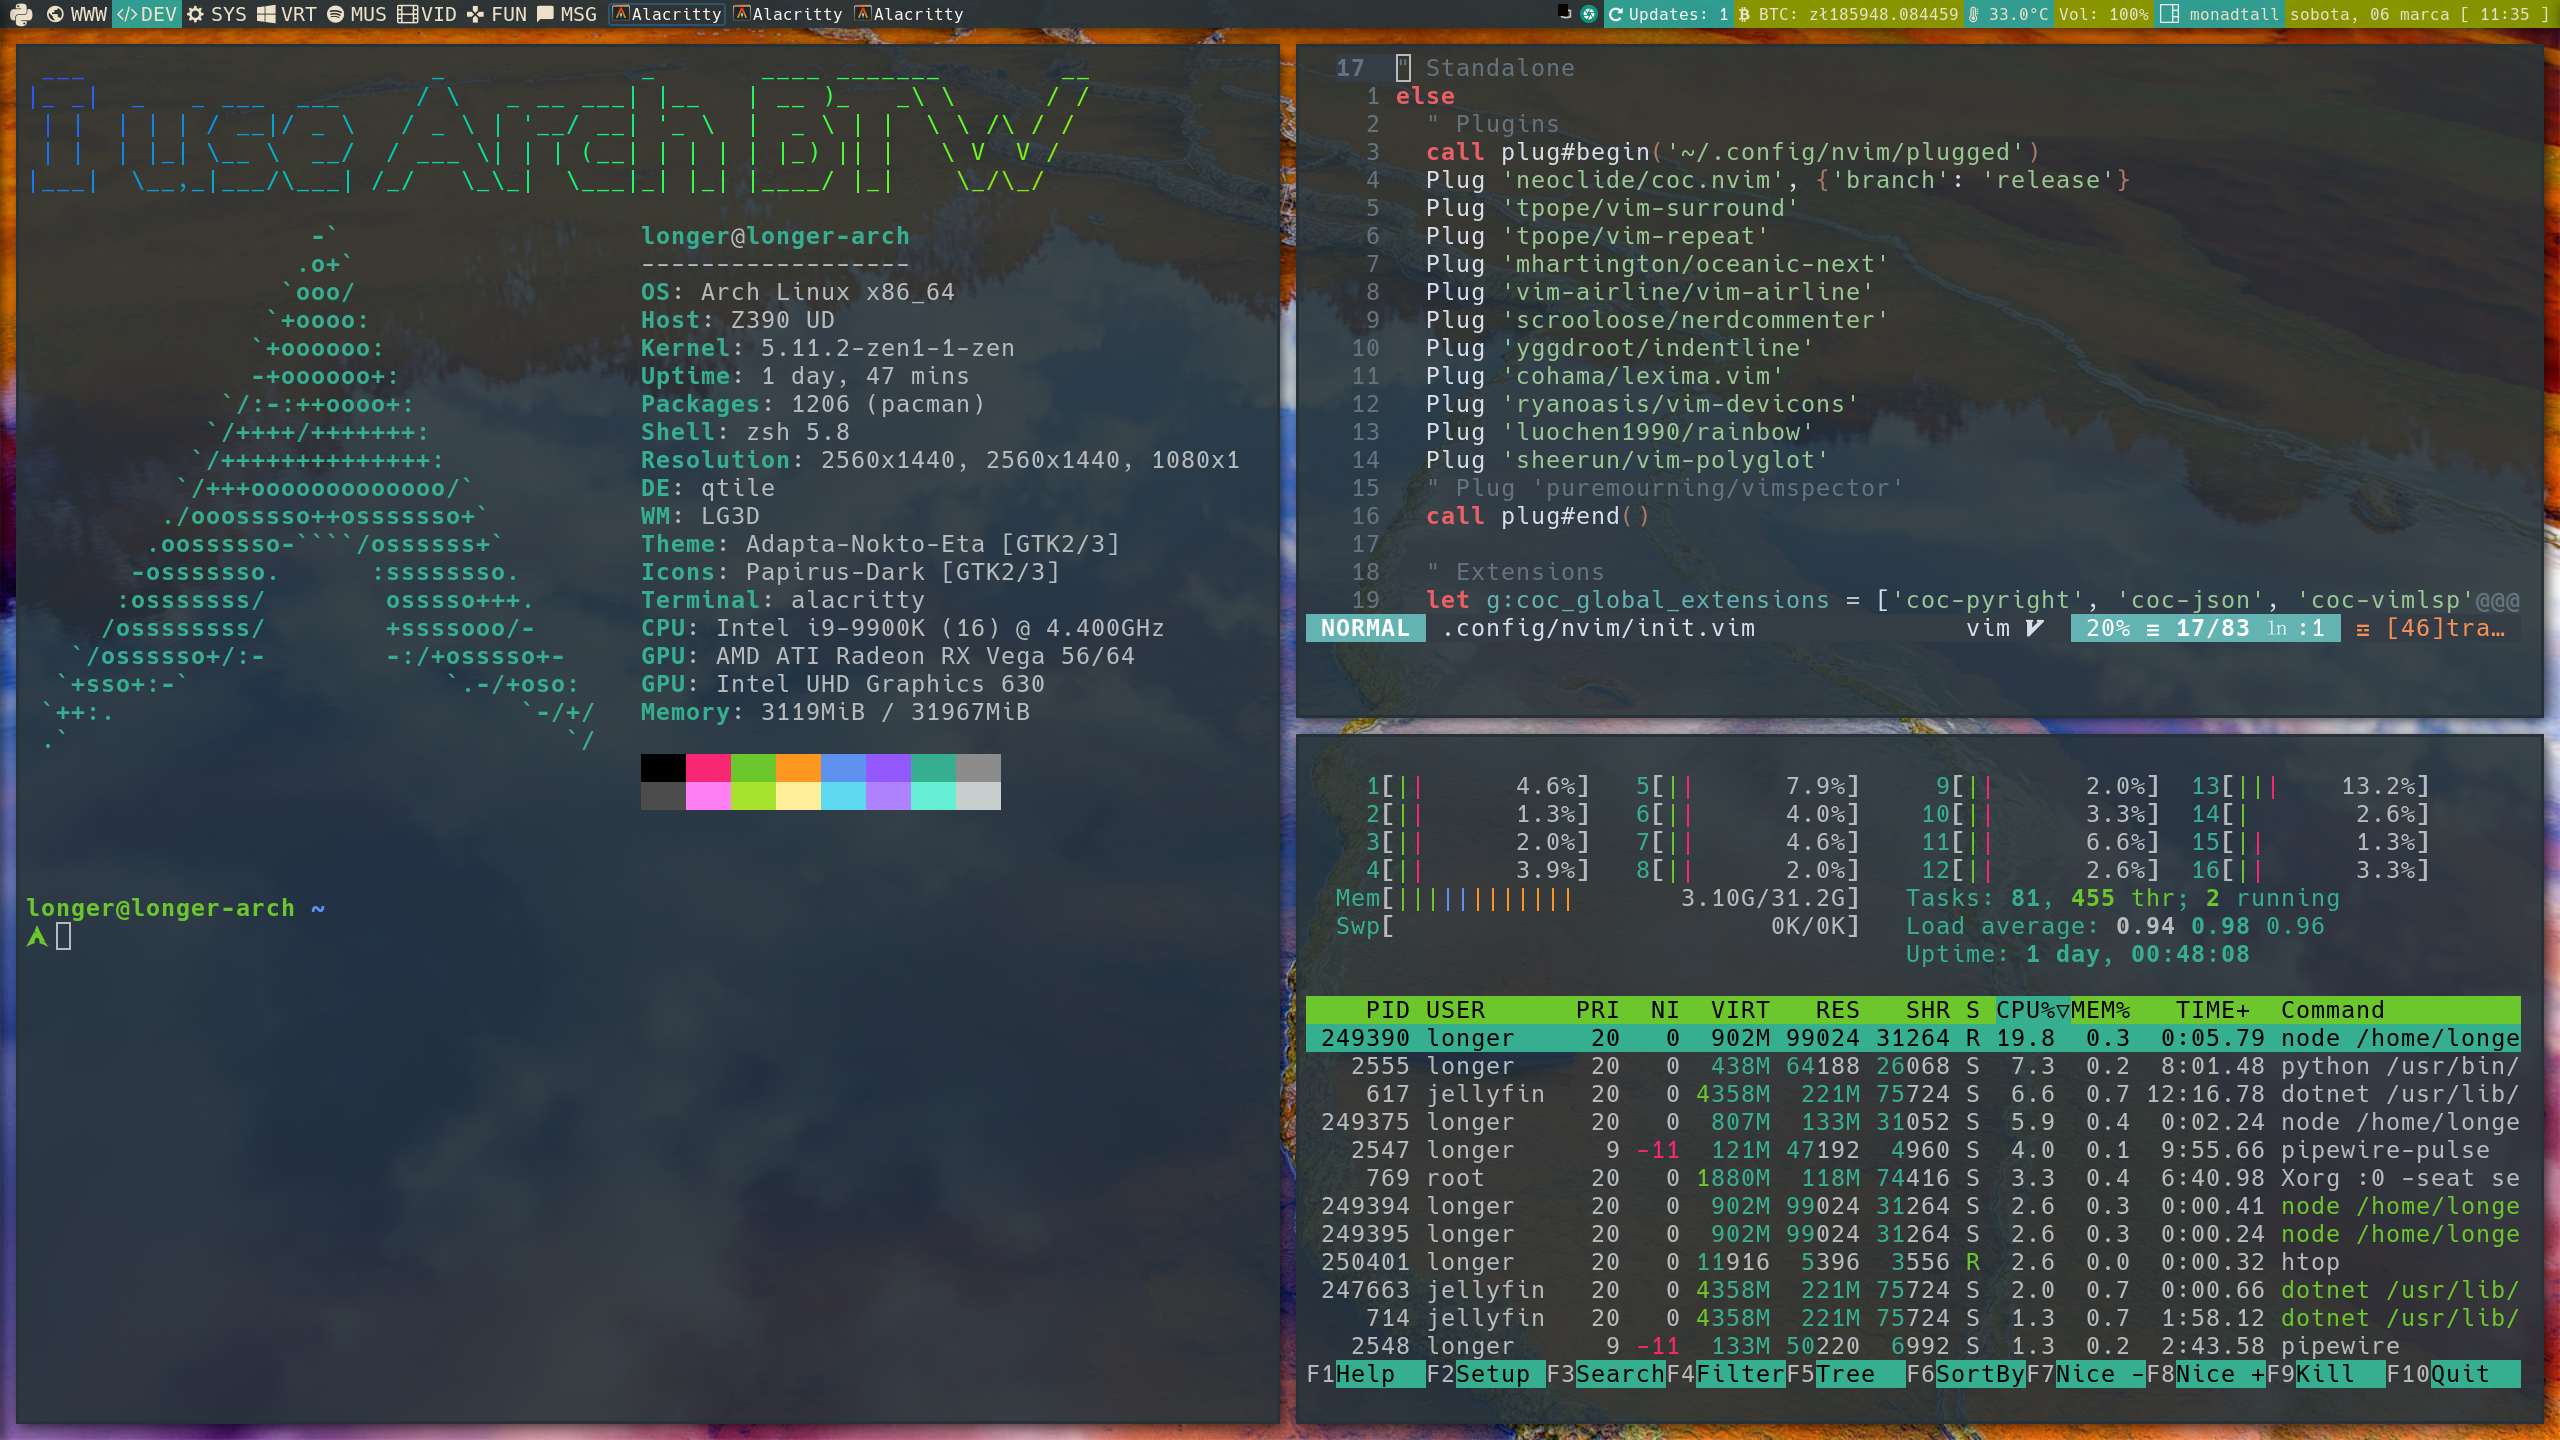 WWW DEV SYS VRT MUS VID FUN MSG Alacritty Alacritty Alacritty Updates: 1 BTC: zł185948.084459 33.0°C Vol: 100% monadtall sobota, 06 marca [ 11:35 ]
I use Arch BTW
longer@longer-arch
------------------
OS: Arch Linux x86_64
Host: Z390 UD
Kernel: 5.11.2-zen1-1-zen
Uptime: 1 day, 47 mins
Packages: 1206 (pacman)
Shell: zsh 5.8
Resolution: 2560x1440, 2560x1440, 1080x1
DE: qtile
WM: LG3D
Theme: Adapta-Nokto-Eta [GTK2/3]
Icons: Papirus-Dark [GTK2/3]
Terminal: alacritty
CPU: Intel i9-9900K (16) @ 4.400GHz
GPU: AMD ATI Radeon RX Vega 56/64
GPU: Intel UHD Graphics 630
Memory: 3119MiB / 31967MiB
longer@longer-arch ~
17 " Standalone
1 else
2 " Plugins
3 call plug#begin('~/.config/nvim/plugged')
4 Plug 'neoclide/coc.nvim', {'branch': 'release'}
5 Plug 'tpope/vim-surround'
6 Plug 'tpope/vim-repeat'
7 Plug 'mhartington/oceanic-next'
8 Plug 'vim-airline/vim-airline'
9 Plug 'scrooloose/nerdcommenter'
10 Plug 'yggdroot/indentline'
11 Plug 'cohama/lexima.vim'
12 Plug 'ryanoasis/vim-devicons'
13 Plug 'luochen1990/rainbow'
14 Plug 'sheerun/vim-polyglot'
15 " Plug 'puremourning/vimspector'
16 call plug#end()
17
18 " Extensions
19 let g:coc_global_extensions = ['coc-pyright', 'coc-json', 'coc-vimlsp'@@@
NORMAL .config/nvim/init.vim vim 20% ≡ 17/83 ln :1 ☲ [46]tra…
1[|| 4.6%] 5[|| 7.9%] 9[|| 2.0%] 13[||| 13.2%]
2[|| 1.3%] 6[|| 4.0%] 10[|| 3.3%] 14[| 2.6%]
3[|| 2.0%] 7[|| 4.6%] 11[|| 6.6%] 15[|| 1.3%]
4[|| 3.9%] 8[|| 2.0%] 12[|| 2.6%] 16[|| 3.3%]
Mem[|||||||||||| 3.10G/31.2G] Tasks: 81, 455 thr; 2 running
Swp[ 0K/0K] Load average: 0.94 0.98 0.96
Uptime: 1 day, 00:48:08
PID USER PRI NI VIRT RES SHR S CPU%▽MEM% TIME+ Command
249390 longer 20 0 902M 99024 31264 R 19.8 0.3 0:05.79 node /home/longe
2555 longer 20 0 438M 64188 26068 S 7.3 0.2 8:01.48 python /usr/bin/
617 jellyfin 20 0 4358M 221M 75724 S 6.6 0.7 12:16.78 dotnet /usr/lib/
249375 longer 20 0 807M 133M 31052 S 5.9 0.4 0:02.24 node /home/longe
2547 longer 9 -11 121M 47192 4960 S 4.0 0.1 9:55.66 pipewire-pulse
769 root 20 0 1880M 118M 74416 S 3.3 0.4 6:40.98 Xorg :0 -seat se
249394 longer 20 0 902M 99024 31264 S 2.6 0.3 0:00.41 node /home/longe
249395 longer 20 0 902M 99024 31264 S 2.6 0.3 0:00.24 node /home/longe
250401 longer 20 0 11916 5396 3556 R 2.6 0.0 0:00.32 htop
247663 jellyfin 20 0 4358M 221M 75724 S 2.0 0.7 0:00.66 dotnet /usr/lib/
714 jellyfin 20 0 4358M 221M 75724 S 1.3 0.7 1:58.12 dotnet /usr/lib/
2548 longer 9 -11 133M 50220 6992 S 1.3 0.2 2:43.58 pipewire
F1Help F2Setup F3SearchF4FilterF5Tree F6SortByF7Nice -F8Nice +F9Kill F10Quit